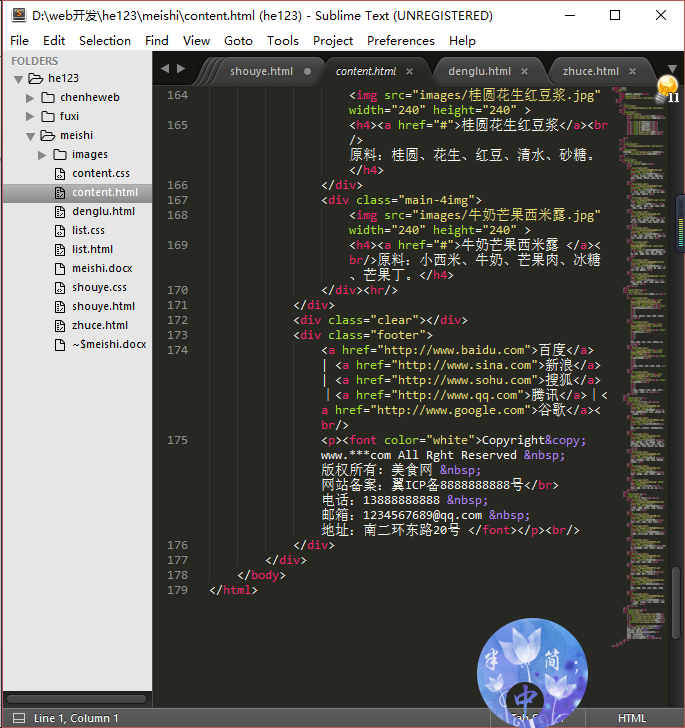 D:\web开发\he123\meishi\content.html (he123) - Sublime Text (UNREGISTERED)
File Edit Selection Find View Goto Tools Project Preferences Help
FOLDERS
he123
chenheweb
fuxi
meishi
images
content.css
content.html
denglu.html
list.css
list.html
meishi.docx
shouye.css
shouye.html
zhuce.html
~$meishi.docx
shouye.html content.html denglu.html zhuce.html
164 <img src="images/桂圆花生红豆浆.jpg"
width="240" height="240" >
165 <h4><a href="#">桂圆花生红豆浆</a><br
/>
原料：桂圆、花生、红豆、清水、砂糖。
</h4>
166 </div>
167 <div class="main-4img">
168 <img src="images/牛奶芒果西米露.jpg"
width="240" height="240" >
169 <h4><a href="#">牛奶芒果西米露 </a><
br/>原料：小西米、牛奶、芒果肉、冰糖
、芒果丁。</h4>
170 </div><hr/>
171 </div>
172 <div class="clear"></div>
173 <div class="footer">
174 <a href="http://www.baidu.com">百度</a>
| <a href="http://www.sina.com">新浪</a>
| <a href="http://www.sohu.com">搜狐</a>
｜<a href="http://www.qq.com">腾讯</a>｜<
a href="http://www.google.com">谷歌</a><
br/>
175 <p><font color="white">Copyright&copy;
www.***com All Rght Reserved &nbsp;
版权所有：美食网 &nbsp;
网站备案：翼ICP备8888888888号</br>
电话：13888888888 &nbsp;
邮箱：1234567689@qq.com &nbsp;
地址：南二环东路20号 </font></p><br/>
176 </div>
177 </div>
178 </body>
179 </html>
半 简
中
Line 1, Column 1 HTML